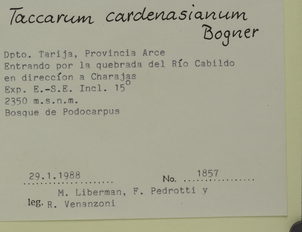 Taccarum cardenasianum
Bogner
Dpto. Tarija, Provincia Arce
Entrando por la quebrada del Río Cabildo
en dirección a Charajas
Exp. E.-S.E. Incl. 15°
2350 m.s.n.m.
Bosque de Podocarpus
29.1.1988 No. 1857
M. Liberman, F. Pedrotti y
leg. R. Venanzoni